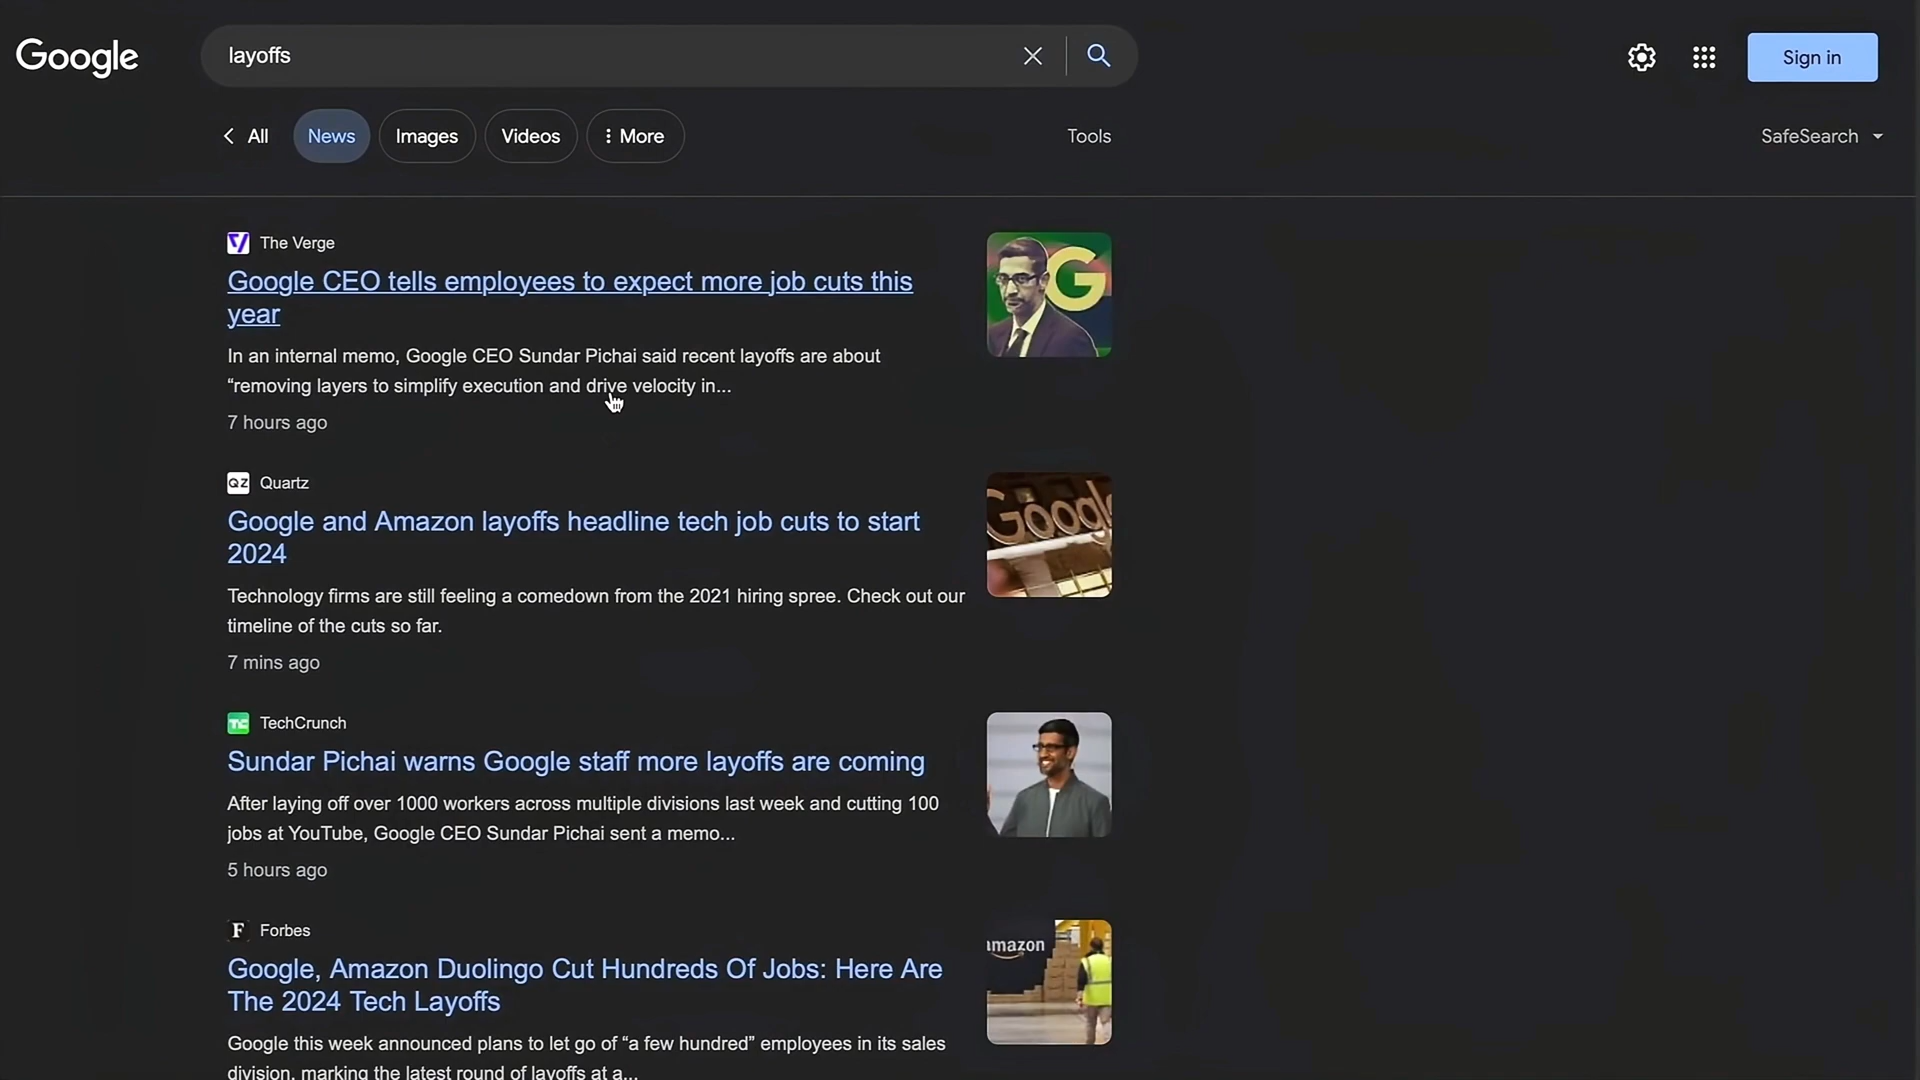 Google
layoffs
Sign in
All
News
Images
Videos
More
Tools
SafeSearch
The Verge
Google CEO tells employees to expect more job cuts this
year
In an internal memo, Google CEO Sundar Pichai said recent layoffs are about
“removing layers to simplify execution and drive velocity in...
7 hours ago
G
QZ Quartz
Google and Amazon layoffs headline tech job cuts to start
2024
Technology firms are still feeling a comedown from the 2021 hiring spree. Check out our
timeline of the cuts so far.
7 mins ago
Googl
TC TechCrunch
Sundar Pichai warns Google staff more layoffs are coming
After laying off over 1000 workers across multiple divisions last week and cutting 100
jobs at YouTube, Google CEO Sundar Pichai sent a memo...
5 hours ago
F Forbes
Google, Amazon Duolingo Cut Hundreds Of Jobs: Here Are
The 2024 Tech Layoffs
Google this week announced plans to let go of “a few hundred” employees in its sales
division, marking the latest round of layoffs at a...
amazon